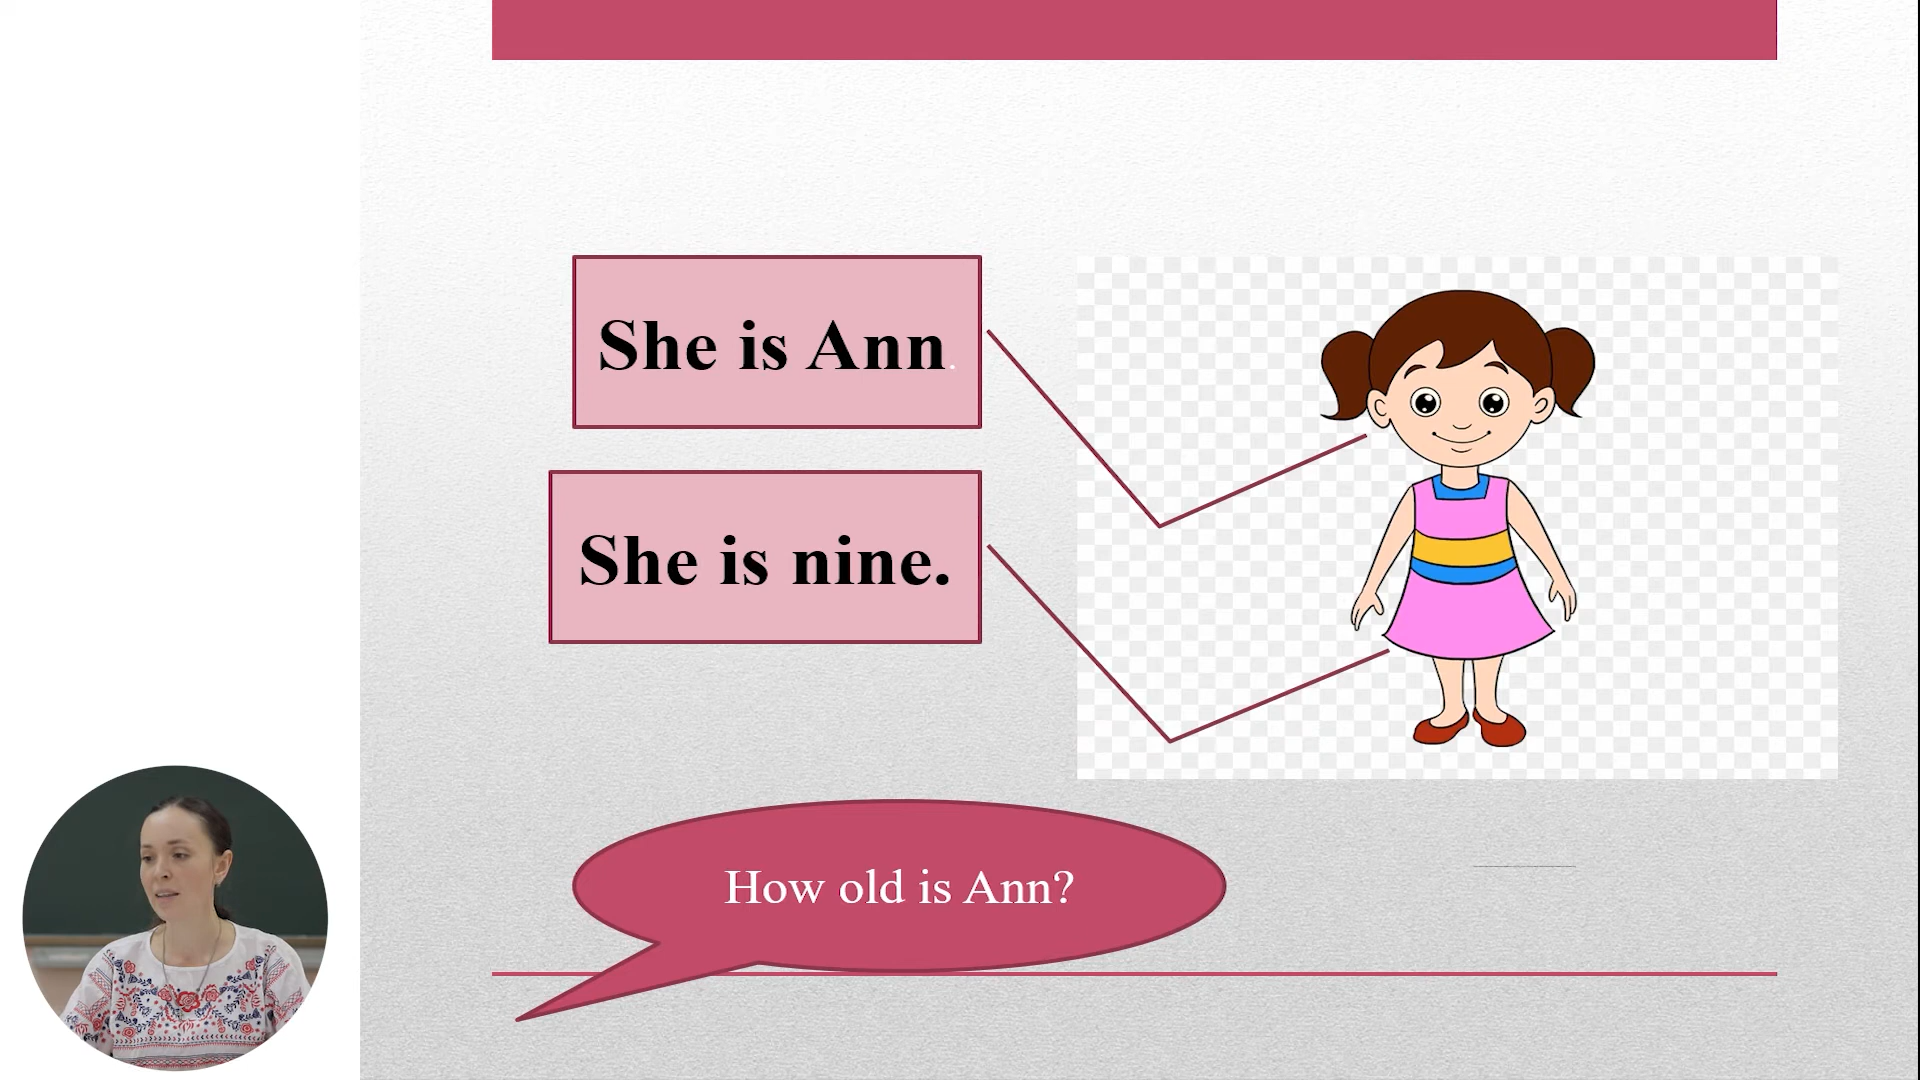 She is Ann.
She is nine.
How old is Ann?